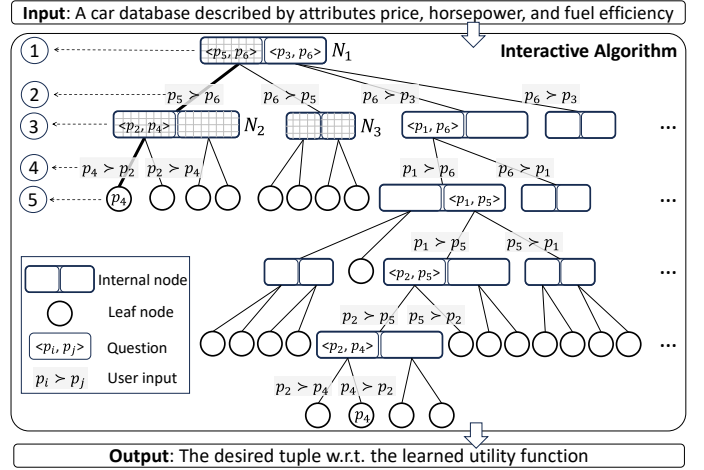 Input: A car database described by attributes price, horsepower, and fuel efficiency
Interactive Algorithm
1 <p5, p6> <p3, p6> N1
2 p5 ≻ p6 p6 ≻ p5 p6 ≻ p3 p6 ≻ p3
3 <p2, p4> N2 N3 <p1, p6> ...
4 p4 ≻ p2 p2 ≻ p4 p1 ≻ p6 p6 ≻ p1
5 p4 <p1, p5> ...
p1 ≻ p5 p5 ≻ p1
<p2, p5> ...
Internal node
Leaf node
<pi, pj> Question
pi ≻ pj User input
p2 ≻ p5 p5 ≻ p2
<p2, p4> ...
p2 ≻ p4 p4 ≻ p2
p4
Output: The desired tuple w.r.t. the learned utility function